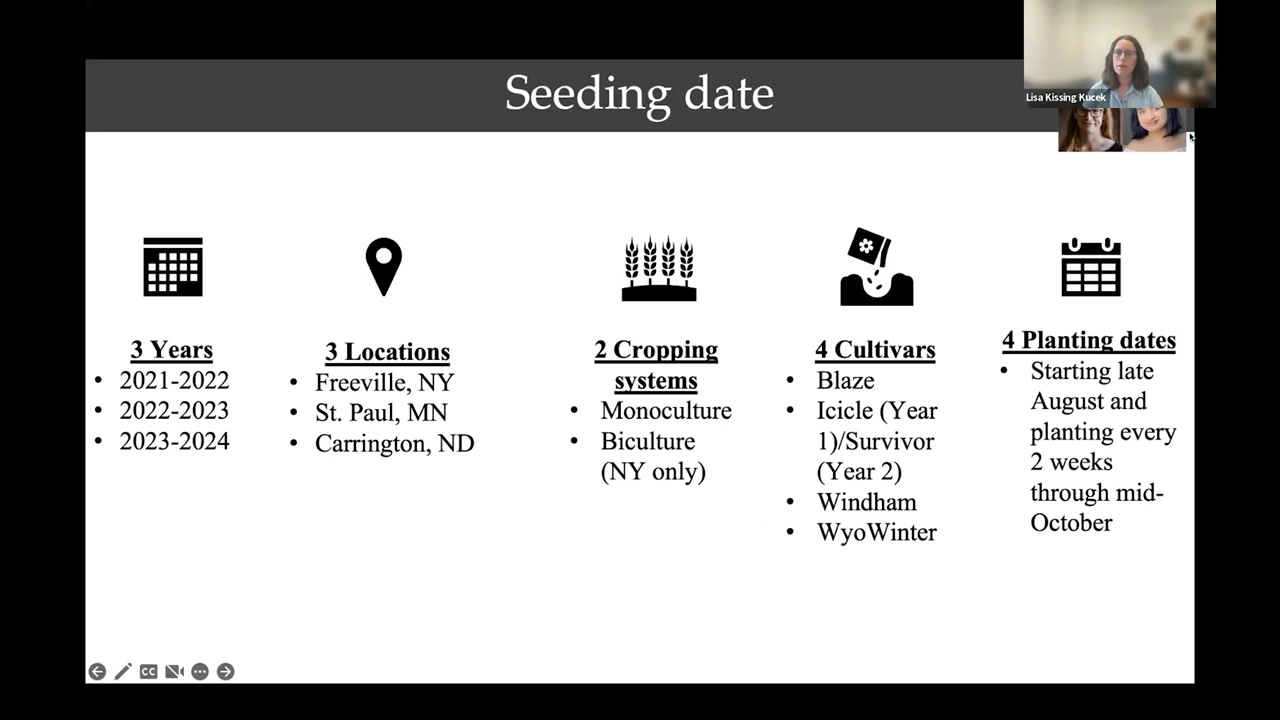 Seeding date
Lisa Kissing Kucek
3 Years
• 2021-2022
• 2022-2023
• 2023-2024
3 Locations
• Freeville, NY
• St. Paul, MN
• Carrington, ND
2 Cropping
systems
• Monoculture
• Biculture
(NY only)
4 Cultivars
• Blaze
• Icicle (Year
1)/Survivor
(Year 2)
• Windham
• WyoWinter
4 Planting dates
• Starting late
August and
planting every
2 weeks
through mid-
October
CC